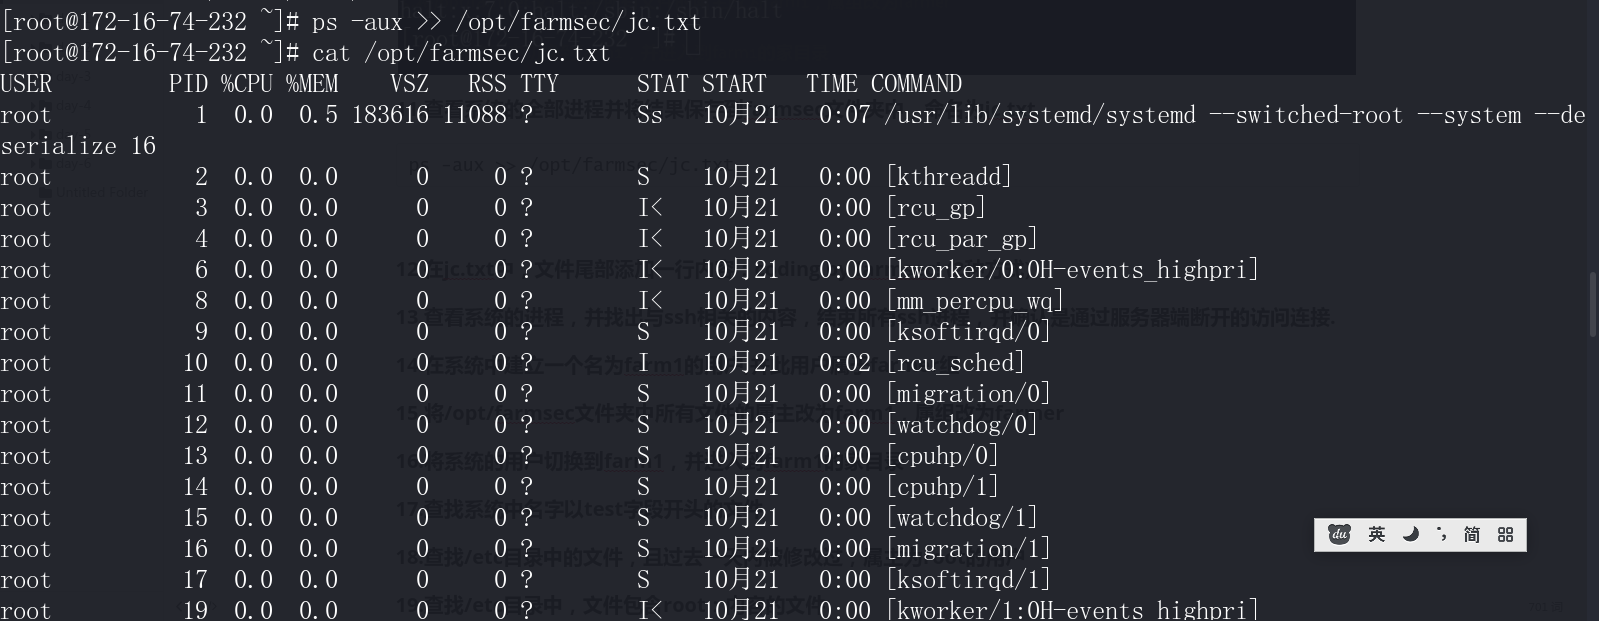 [root@172-16-74-232 ~]# ps -aux >> /opt/farmsec/jc.txt
[root@172-16-74-232 ~]# cat /opt/farmsec/jc.txt
USER         PID %CPU %MEM    VSZ   RSS TTY      STAT START   TIME COMMAND
root           1  0.0  0.5 183616 11088 ?        Ss   10月21   0:07 /usr/lib/systemd/systemd --switched-root --system --de
serialize 16
root           2  0.0  0.0      0     0 ?        S    10月21   0:00 [kthreadd]
root           3  0.0  0.0      0     0 ?        I<   10月21   0:00 [rcu_gp]
root           4  0.0  0.0      0     0 ?        I<   10月21   0:00 [rcu_par_gp]
root           6  0.0  0.0      0     0 ?        I<   10月21   0:00 [kworker/0:0H-events_highpri]
root           8  0.0  0.0      0     0 ?        I<   10月21   0:00 [mm_percpu_wq]
root           9  0.0  0.0      0     0 ?        S    10月21   0:00 [ksoftirqd/0]
root          10  0.0  0.0      0     0 ?        I    10月21   0:02 [rcu_sched]
root          11  0.0  0.0      0     0 ?        S    10月21   0:00 [migration/0]
root          12  0.0  0.0      0     0 ?        S    10月21   0:00 [watchdog/0]
root          13  0.0  0.0      0     0 ?        S    10月21   0:00 [cpuhp/0]
root          14  0.0  0.0      0     0 ?        S    10月21   0:00 [cpuhp/1]
root          15  0.0  0.0      0     0 ?        S    10月21   0:00 [watchdog/1]
root          16  0.0  0.0      0     0 ?        S    10月21   0:00 [migration/1]
root          17  0.0  0.0      0     0 ?        S    10月21   0:00 [ksoftirqd/1]
root          19  0.0  0.0      0     0 ?        I<   10月21   0:00 [kworker/1:0H-events_highpri]
du 英 简